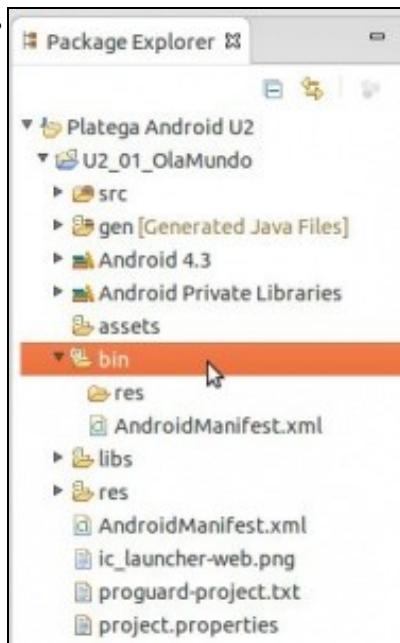 Package Explorer
Platega Android U2
U2_01_OlaMundo
src
gen [Generated Java Files]
Android 4.3
Android Private Libraries
assets
bin
res
AndroidManifest.xml
libs
res
AndroidManifest.xml
ic_launcher-web.png
proguard-project.txt
project.properties